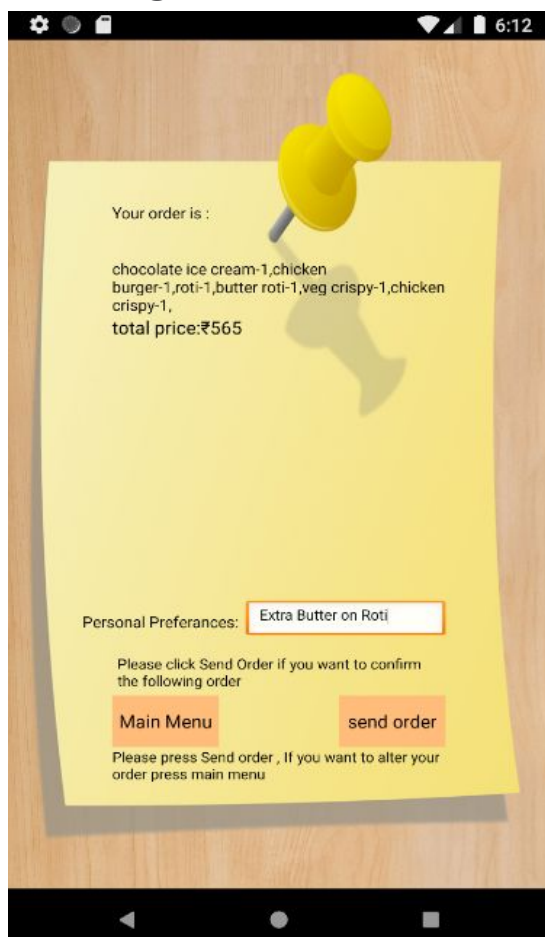 6:12
Your order is :
chocolate ice cream-1,chicken
burger-1,roti-1,butter roti-1,veg crispy-1,chicken
crispy-1,
total price:₹565
Personal Preferances: Extra Butter on Roti
Please click Send Order if you want to confirm
the following order
Main Menu send order
Please press Send order , If you want to alter your
order press main menu